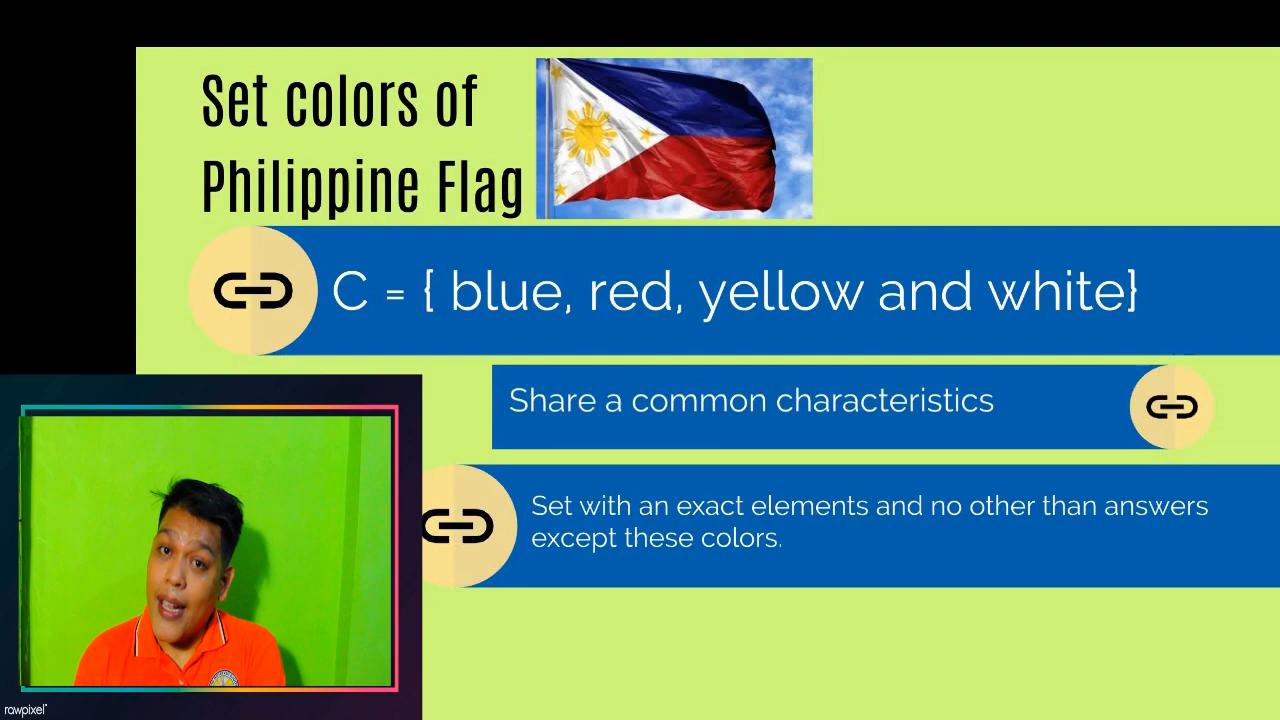 Set colors of
Philippine Flag
C = { blue, red, yellow and white}
Share a common characteristics
Set with an exact elements and no other than answers
except these colors.
rawpixel